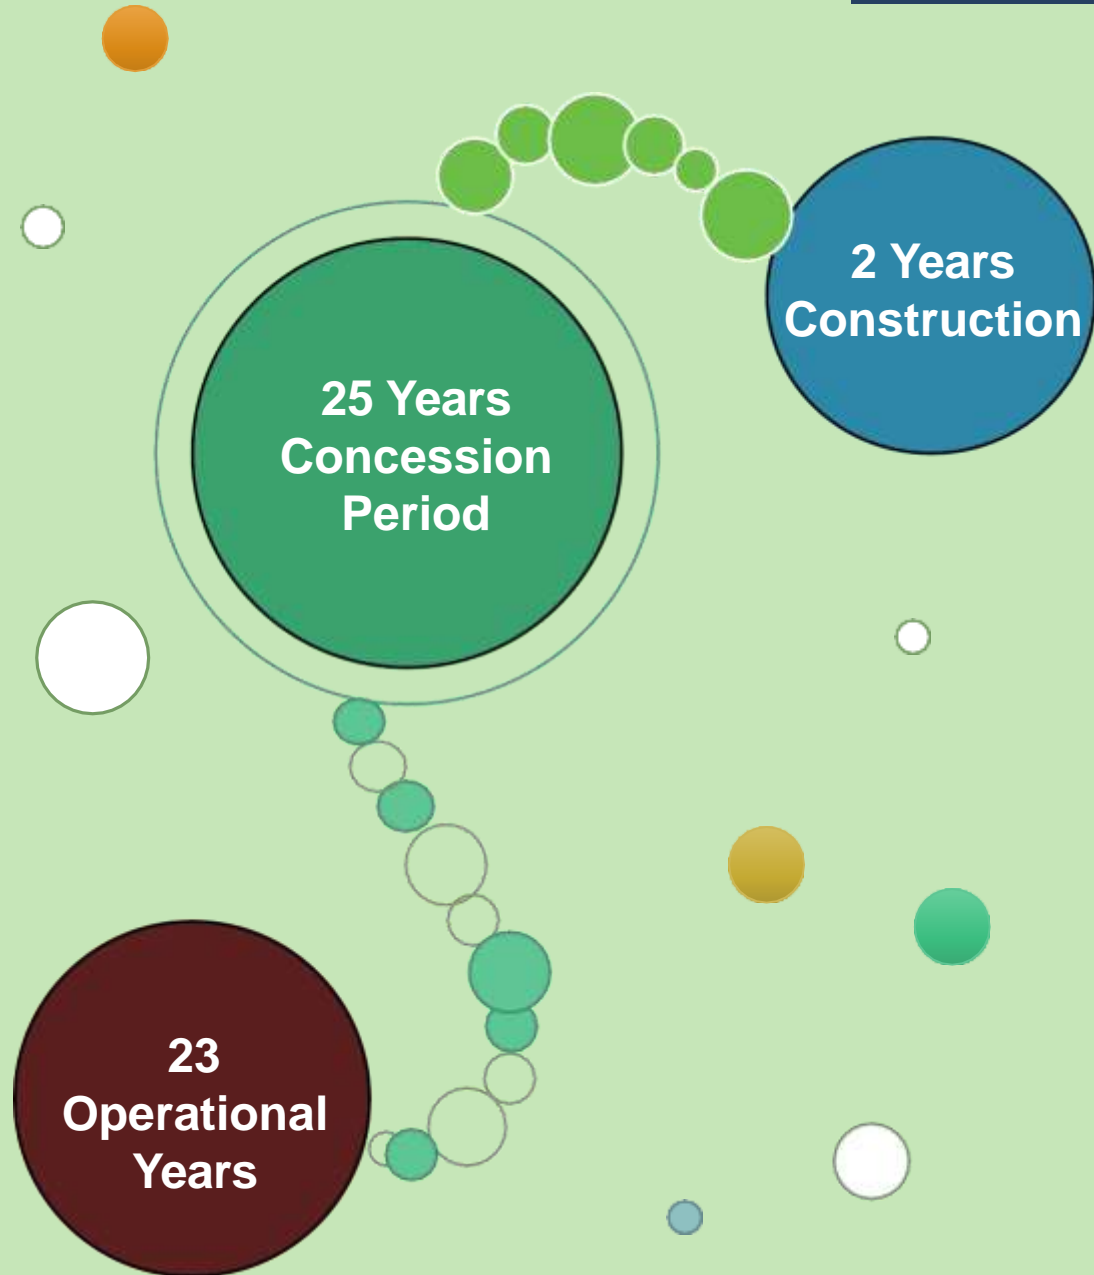 2 Years
Construction
25 Years
Concession
Period
23
Operational
Years